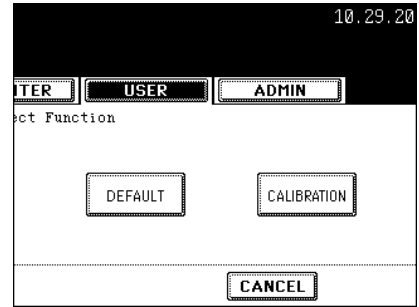 10.29.20
ITER USER ADMIN
ect Function
DEFAULT CALIBRATION
CANCEL